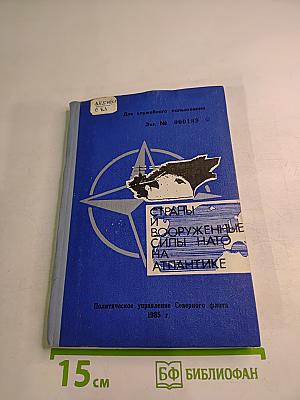 Для служебного пользования
Экз. № 000189
СТРАНЫ
И
ВООРУЖЕННЫЕ
СИЛЫ НАТО
НА
АТЛАНТИКЕ
Политическое управление Северного флота
1985 г.
15 см
БФ БИБЛИОФАН